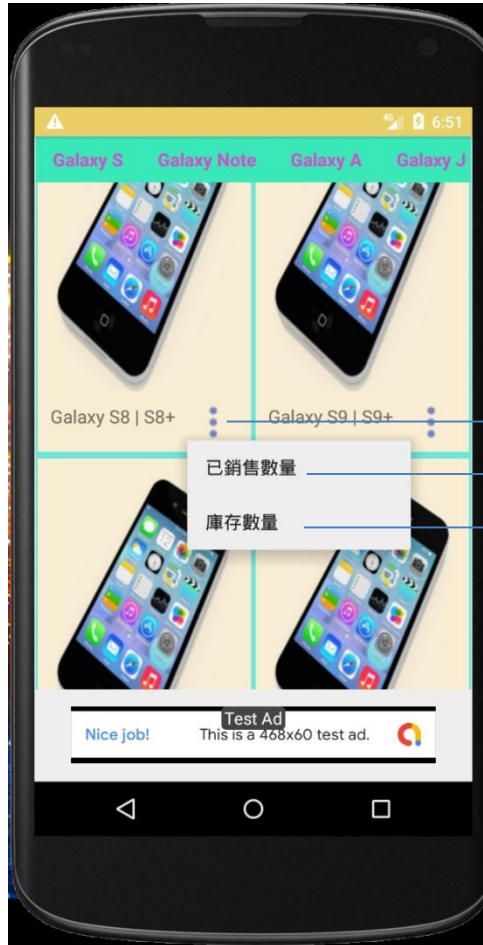 4G 6:51
Galaxy S Galaxy Note Galaxy A Galaxy J
Galaxy S8 | S8+ Galaxy S9 | S9+
已銷售數量
庫存數量
Test Ad
Nice job! This is a 468x60 test ad.